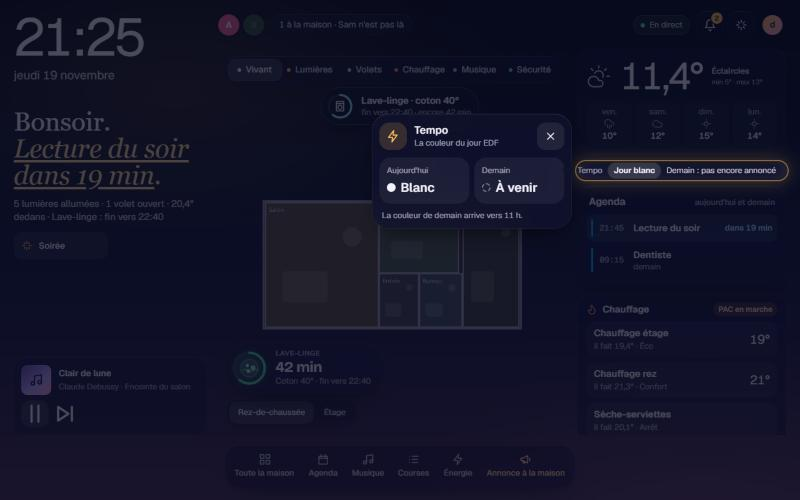 21:25
jeudi 19 novembre
Bonsoir.
Lecture du soir
dans 19 min.
5 lumières allumées · 1 volet ouvert · 20,4°
dedans · Lave-linge : fin vers 22:40
Soirée
Clair de lune
Claude Debussy · Enceinte du salon
A
1 à la maison · Sam n'est pas là
Vivant
Lumières
Volets
Chauffage
Musique
Sécurité
Lave-linge · coton 40°
fin vers 22:40 · encore 42 min
Tempo
La couleur du jour EDF
Aujourd'hui
Blanc
Demain
À venir
La couleur de demain arrive vers 11 h.
Salon
Entrée
Bureau
LAVE-LINGE
42 min
Coton 40° · fin vers 22:40
Rez-de-chaussée
Étage
Toute la maison
Agenda
Musique
Courses
Énergie
Annonce à la maison
En direct
2
d
11,4°
Éclaircies
min 5° · max 13°
ven.
sam.
dim.
lun.
10°
12°
15°
14°
Tempo
Jour blanc
Demain : pas encore annoncé
Agenda
aujourd'hui et demain
21:45
Lecture du soir
dans 19 min
09:15
Dentiste
demain
Chauffage
PAC en marche
Chauffage étage
Il fait 19,4° · Éco
19°
Chauffage rez
Il fait 21,3° · Confort
21°
Sèche-serviettes
Il fait 20,1° · Arrêt